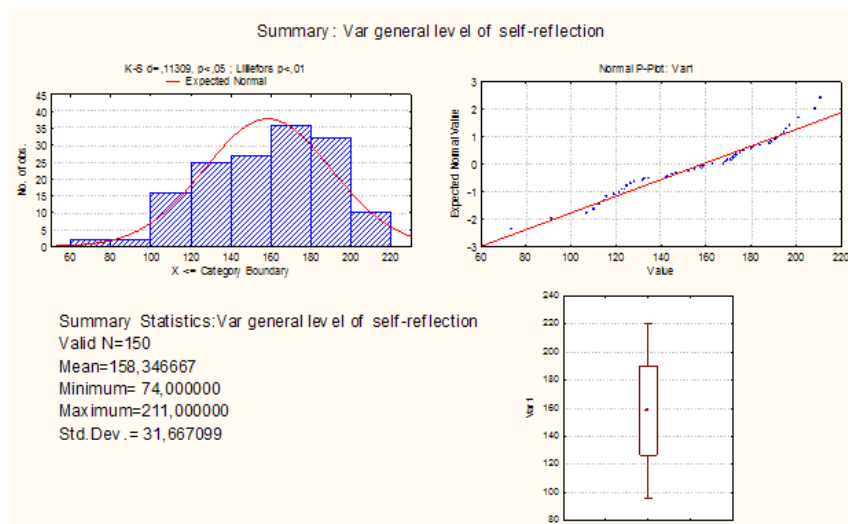 Summary: Var general level of self-reflection
K-S d=,11309, p<,05 ; Lilliefors p<,01
Expected Normal
45
40
35
30
25
20
15
10
5
0
No. of obs.
60 80 100 120 140 160 180 200 220
X <= Category Boundary
Normal P-Plot: Var1
3
2
1
0
-1
-2
-3
Expected Normal Value
60 80 100 120 140 160 180 200 220
Value
Summary Statistics:Var general level of self-reflection
Valid N=150
Mean=158,346667
Minimum= 74,000000
Maximum=211,000000
Std.Dev.= 31,667099
240
220
200
180
160
140
120
100
80
Var1